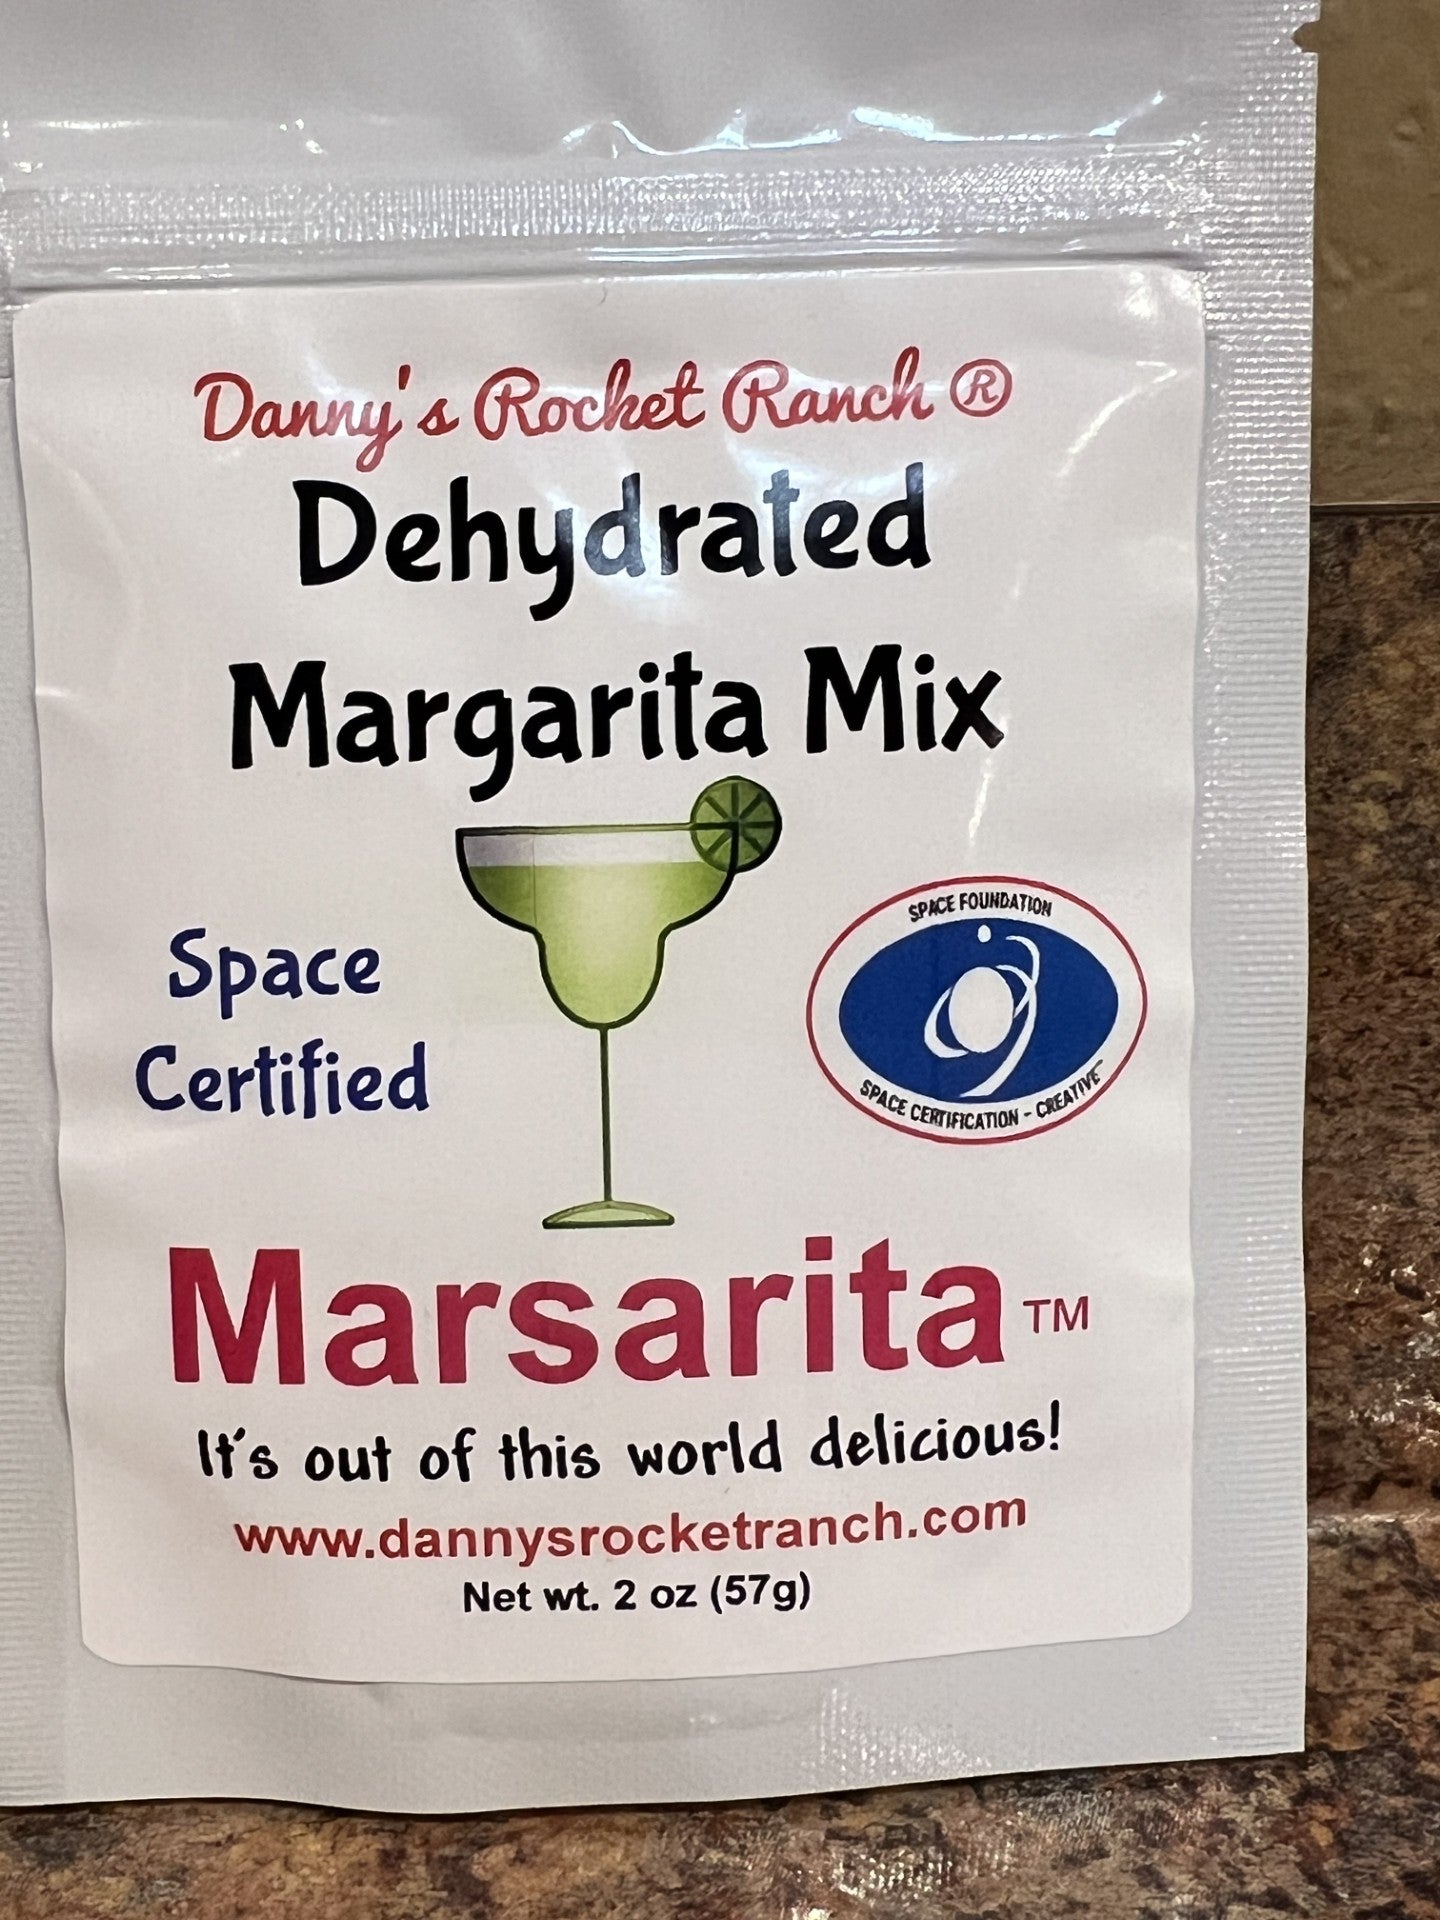 Danny's Rocket Ranch ®
Dehydrated
Margarita Mix
Space
Certified
SPACE FOUNDATION
SPACE CERTIFICATION - CREATIVE™
Marsarita™
It's out of this world delicious!
www.dannysrocketranch.com
Net wt. 2 oz (57g)